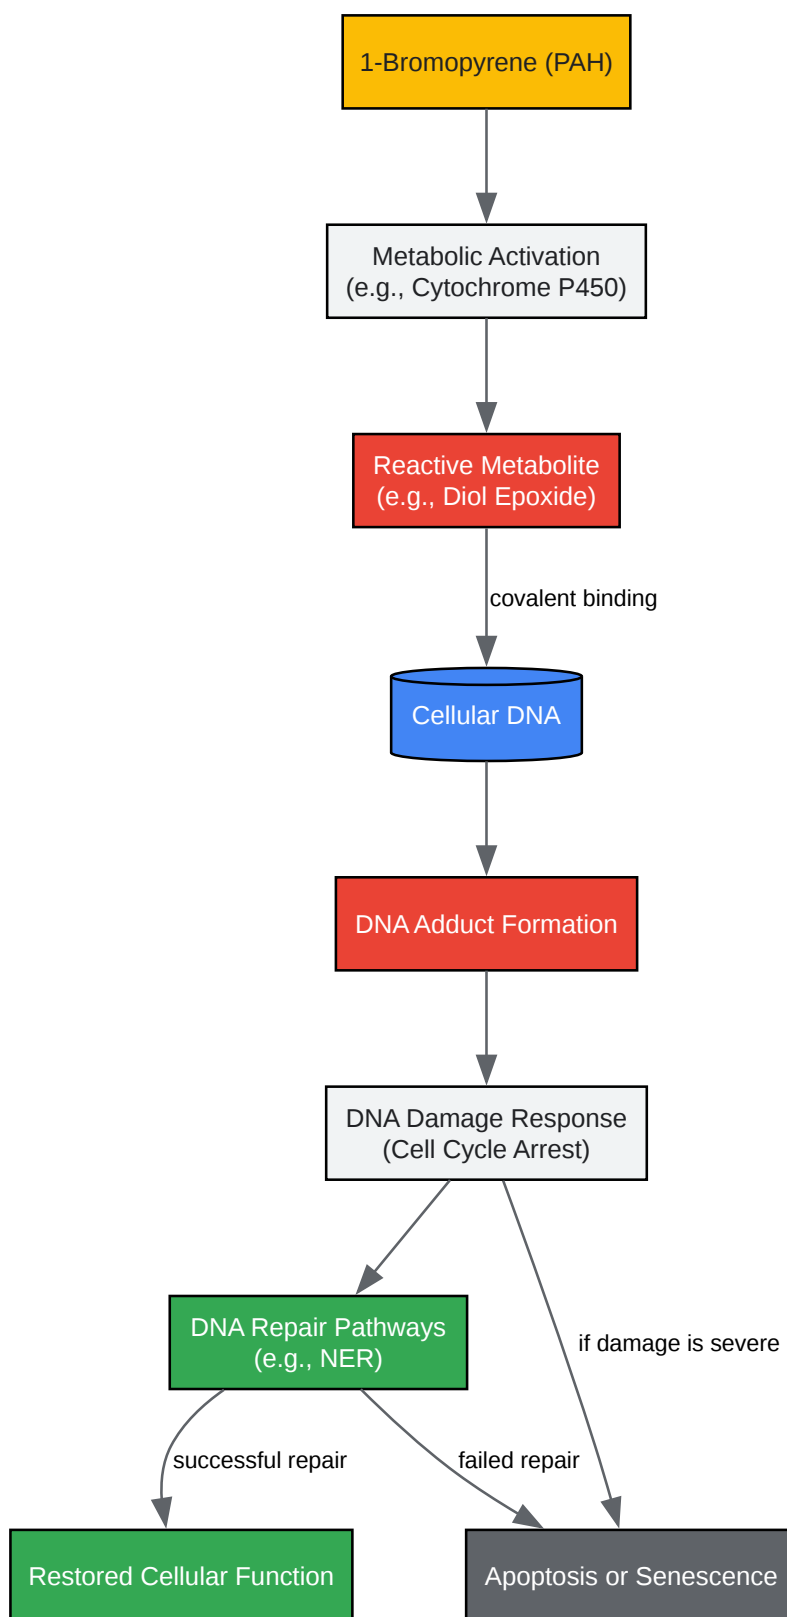 1-Bromopyrene (PAH)
Metabolic Activation
(e.g., Cytochrome P450)
Reactive Metabolite
(e.g., Diol Epoxide)
covalent binding
Cellular DNA
DNA Adduct Formation
DNA Damage Response
(Cell Cycle Arrest)
DNA Repair Pathways
(e.g., NER)
if damage is severe
successful repair
failed repair
Restored Cellular Function
Apoptosis or Senescence